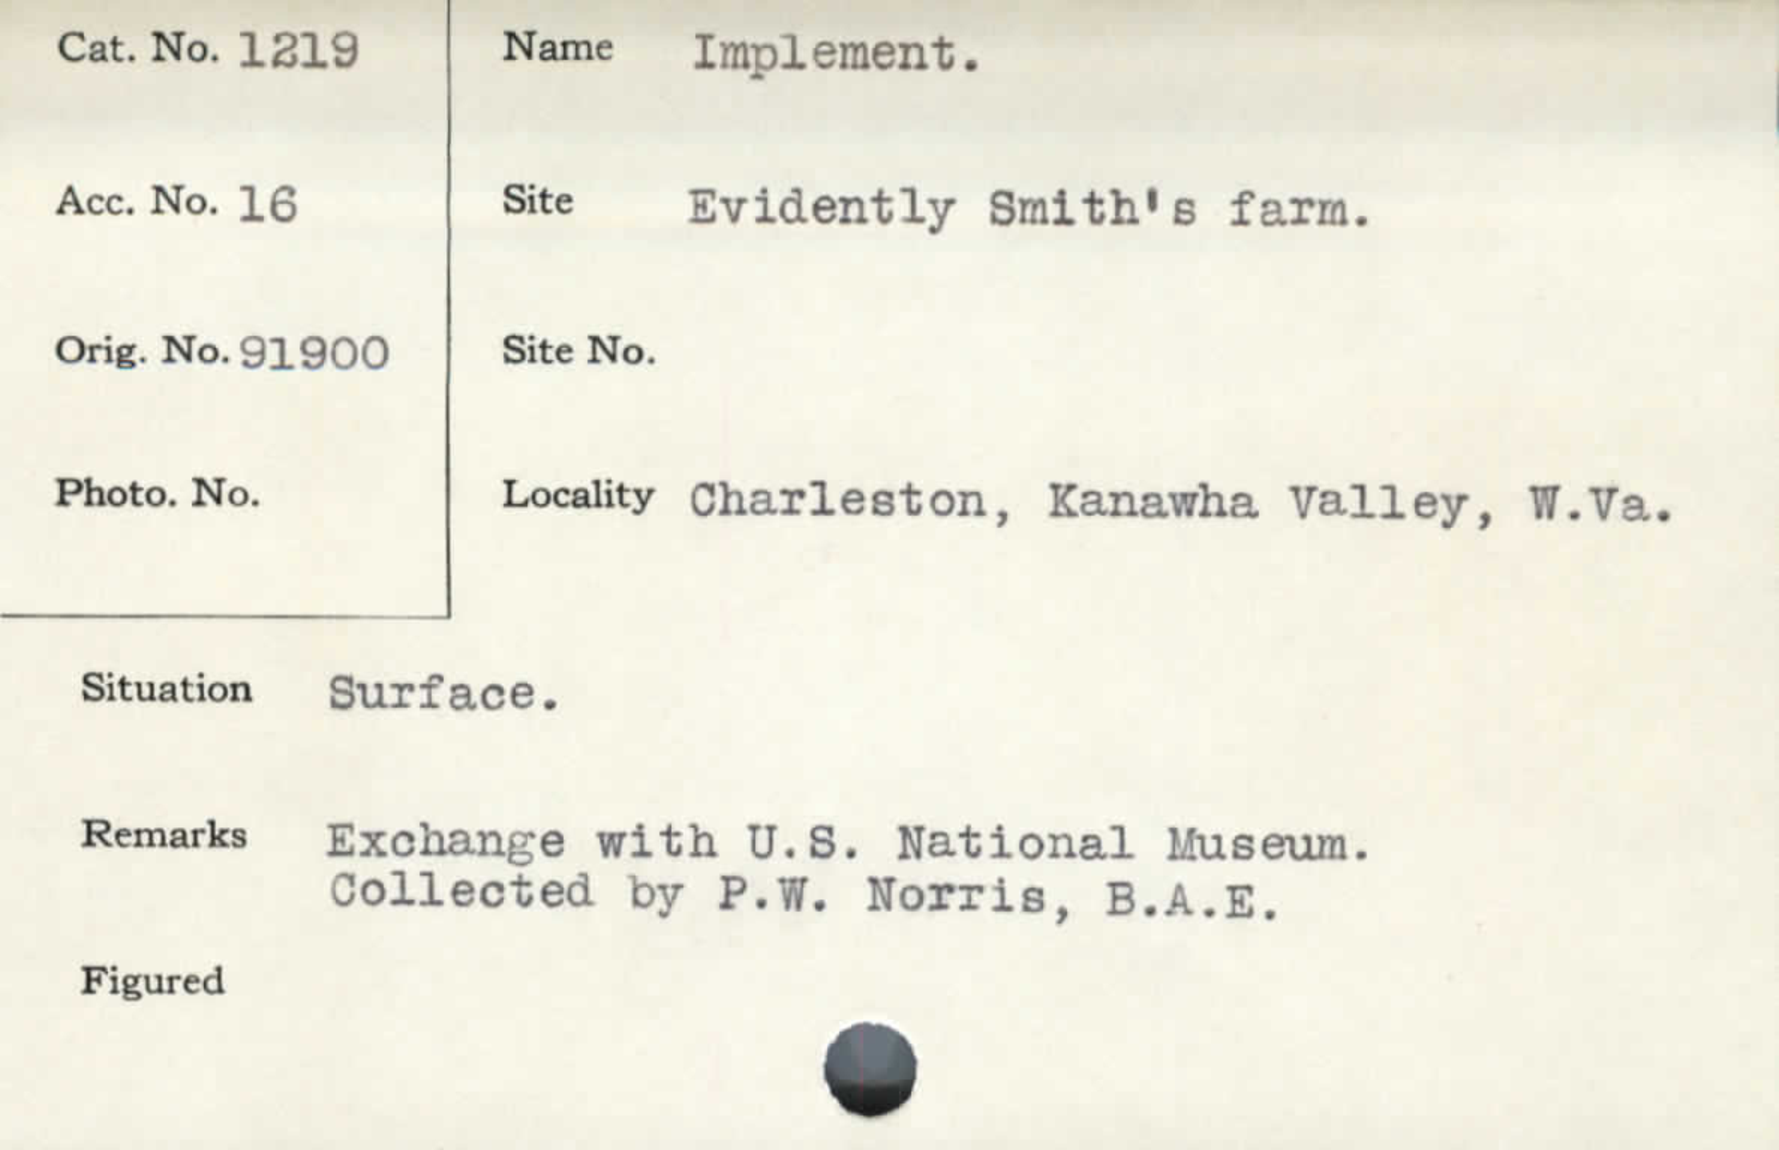 Cat. No. 1219
Name Implement.
Acc. No. 16
Site Evidently Smith's farm.
Orig. No. 91900
Site No.
Photo. No.
Locality Charleston, Kanawha Valley, W.Va.
Situation Surface.
Remarks Exchange with U.S. National Museum.
Collected by P.W. Norris, B.A.E.
Figured